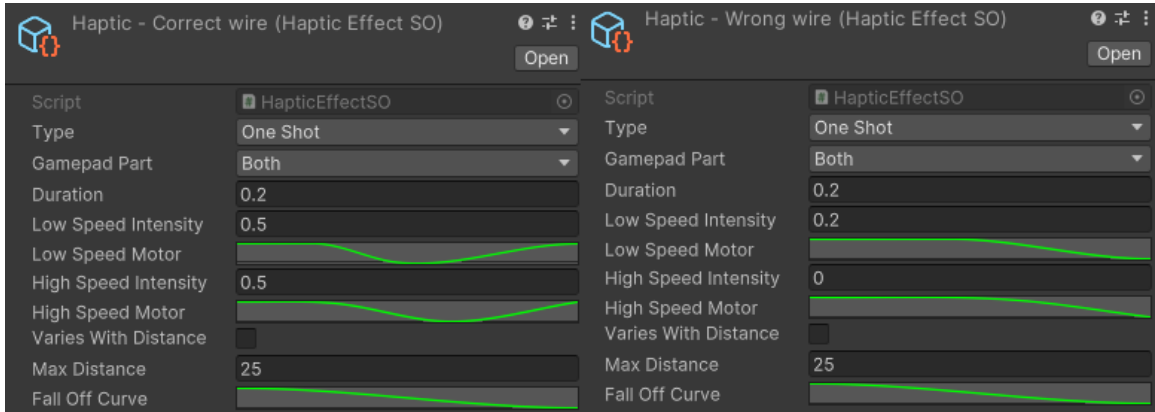 Haptic - Correct wire (Haptic Effect SO)
Open
Script HapticEffectSO
Type One Shot
Gamepad Part Both
Duration 0.2
Low Speed Intensity 0.5
Low Speed Motor
High Speed Intensity 0.5
High Speed Motor
Varies With Distance
Max Distance 25
Fall Off Curve
Haptic - Wrong wire (Haptic Effect SO)
Open
Script HapticEffectSO
Type One Shot
Gamepad Part Both
Duration 0.2
Low Speed Intensity 0.2
Low Speed Motor
High Speed Intensity 0
High Speed Motor
Varies With Distance
Max Distance 25
Fall Off Curve